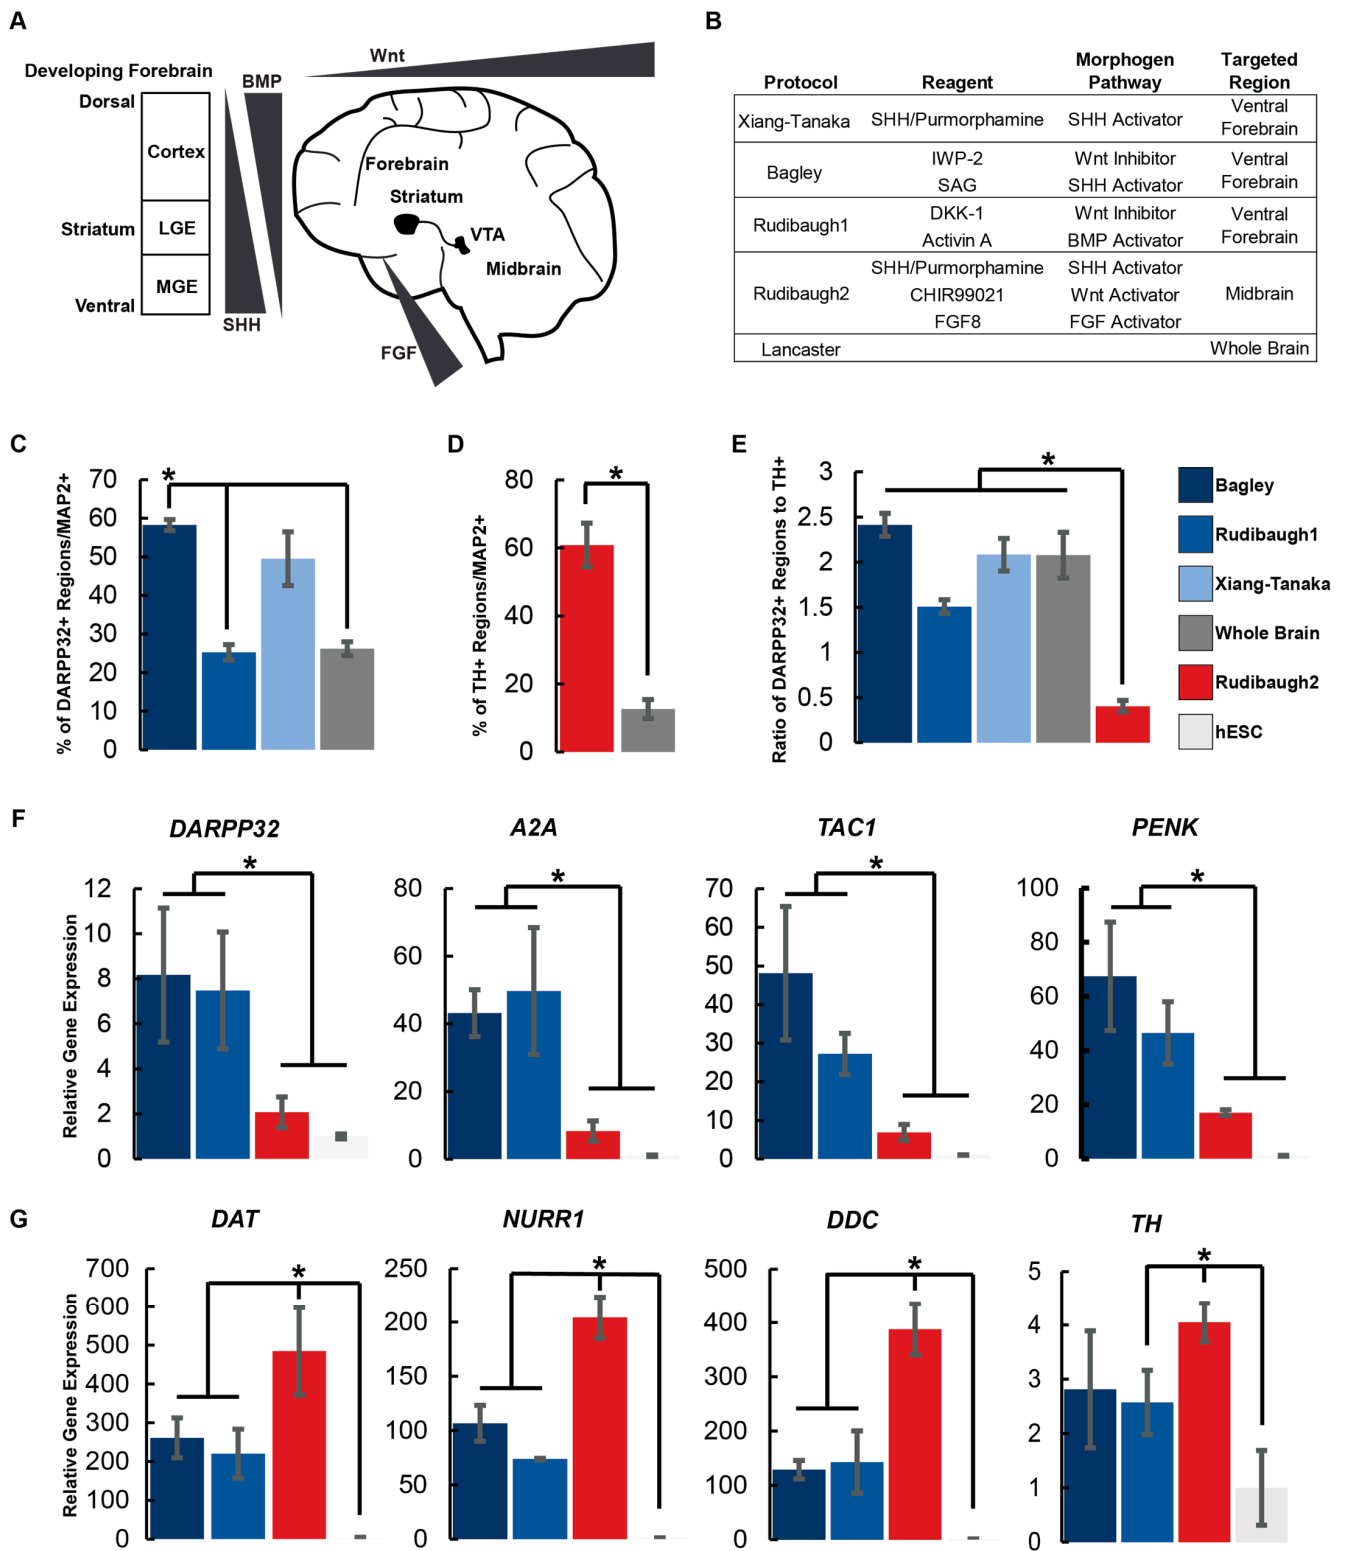 A
Developing Forebrain
Dorsal
Cortex
Striatum
LGE
MGE
Ventral
BMP
SHH
Wnt
Forebrain
Striatum
VTA
Midbrain
FGF
B
Protocol
Reagent
Morphogen
Pathway
Targeted
Region
Xiang-Tanaka
SHH/Purmorphamine
SHH Activator
Ventral
Forebrain
Bagley
IWP-2
Wnt Inhibitor
SAG
SHH Activator
Ventral
Forebrain
Rudibaugh1
DKK-1
Wnt Inhibitor
Activin A
BMP Activator
Ventral
Forebrain
Rudibaugh2
SHH/Purmorphamine
SHH Activator
CHIR99021
Wnt Activator
FGF8
FGF Activator
Midbrain
Lancaster
Whole Brain
C
% of DARPP32+ Regions/MAP2+
70
60
50
40
30
20
10
0
*
D
% of TH+ Regions/MAP2+
80
60
40
20
0
*
E
Ratio of DARPP32+ Regions to TH+
3
2.5
2
1.5
1
0.5
0
*
Bagley
Rudibaugh1
Xiang-Tanaka
Whole Brain
Rudibaugh2
hESC
F
DARPP32
Relative Gene Expression
12
10
8
6
4
2
0
*
A2A
80
60
40
20
0
*
TAC1
70
60
50
40
30
20
10
0
*
PENK
100
80
60
40
20
0
*
G
DAT
Relative Gene Expression
700
600
500
400
300
200
100
0
*
NURR1
250
200
150
100
50
0
*
DDC
500
400
300
200
100
0
*
TH
5
4
3
2
1
0
*